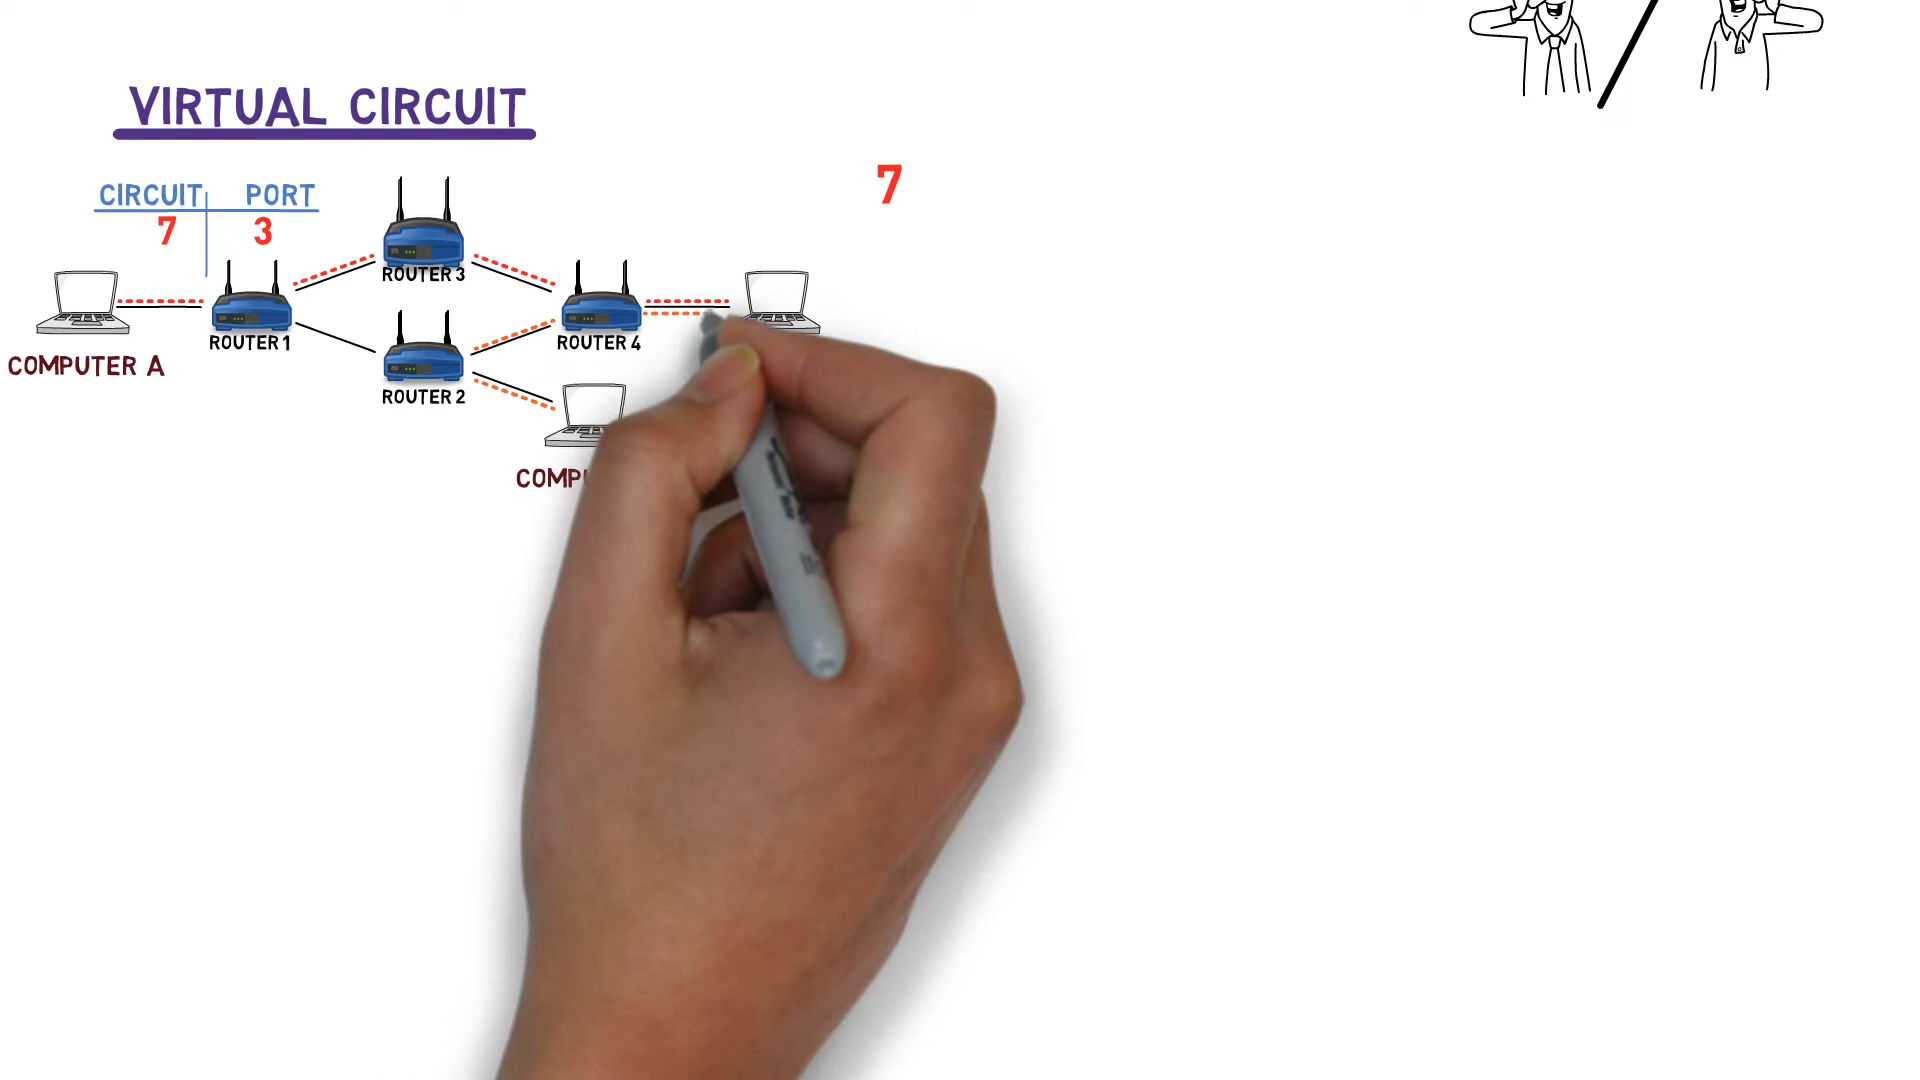 VIRTUAL CIRCUIT
7
CIRCUIT PORT
7 3
ROUTER 3
ROUTER 1
ROUTER 4
COMPUTER A
ROUTER 2